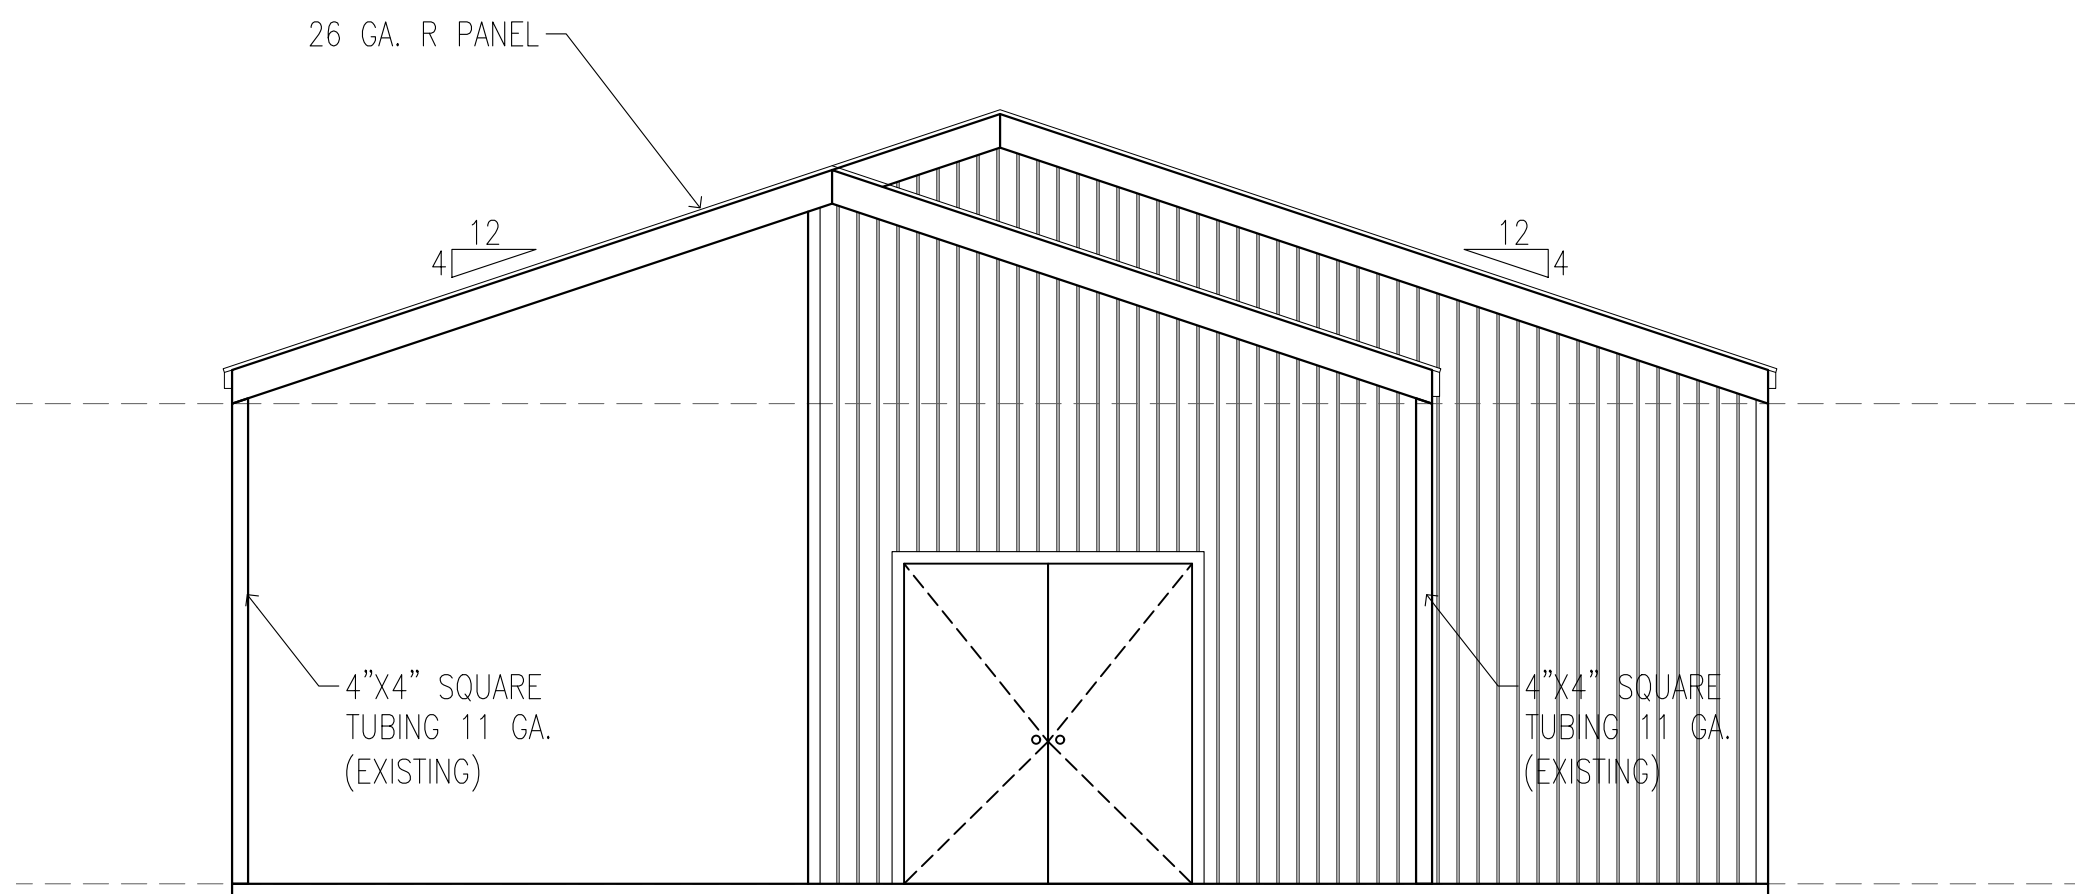 26 GA. R PANEL
12
4
12
4
4”X4” SQUARE
TUBING 11 GA.
(EXISTING)
4”X4” SQUARE
TUBING 11 GA.
(EXISTING)